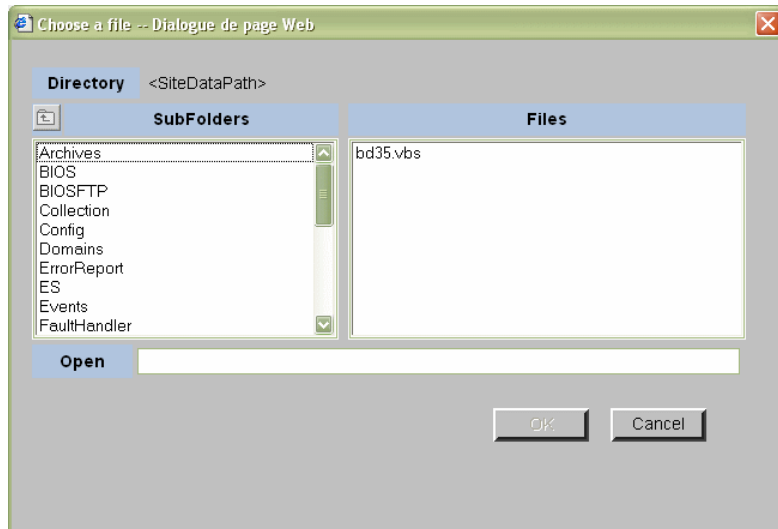 Choose a file -- Dialogue de page Web
Directory <SiteDataPath>
SubFolders Files
Archives bd35.vbs
BIOS
BIOSFTP
Collection
Config
Domains
ErrorReport
ES
Events
FaultHandler
Open
OK Cancel